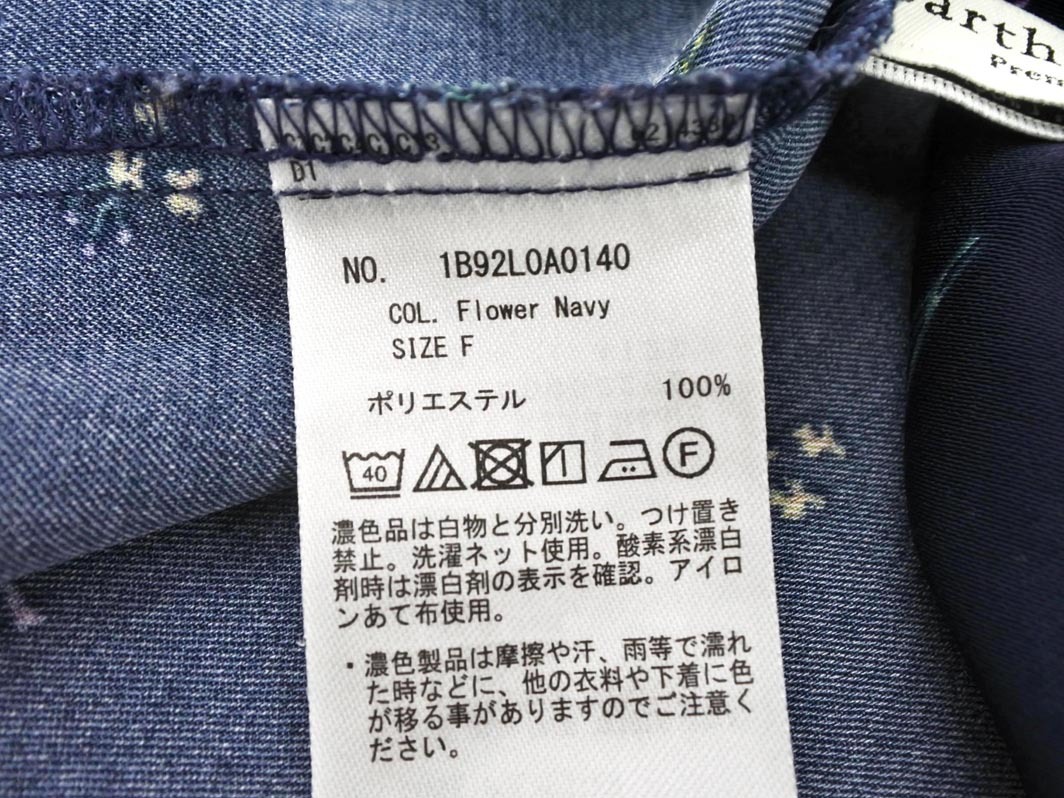 arth
Prem
D1
NO. 1B92L0A0140
COL. Flower Navy
SIZE F
ポリエステル 100%
40 F
濃色品は白物と分別洗い。つけ置き
禁止。洗濯ネット使用。酸素系漂白
剤時は漂白剤の表示を確認。アイロ
ンあて布使用。
・濃色製品は摩擦や汗、雨等で濡れ
た時などに、他の衣料や下着に色
が移る事がありますのでご注意く
ださい。